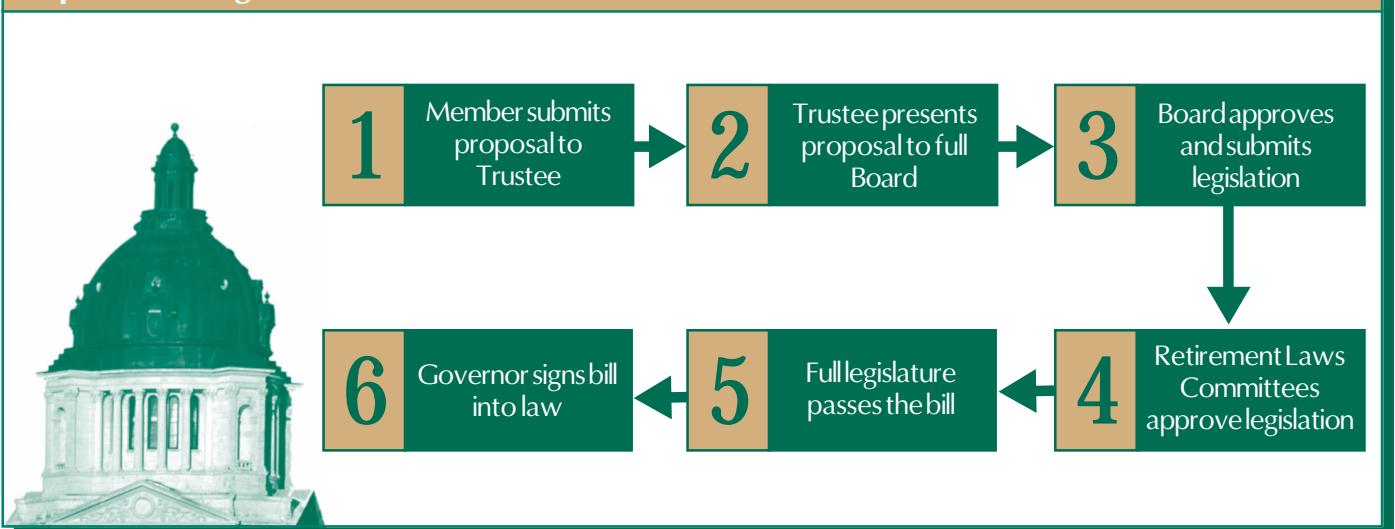 1
Member submits
proposal to
Trustee
2
Trustee presents
proposal to full
Board
3
Board approves
and submits
legislation
4
Retirement Laws
Committees
approve legislation
5
Full legislature
passes the bill
6
Governor signs bill
into law